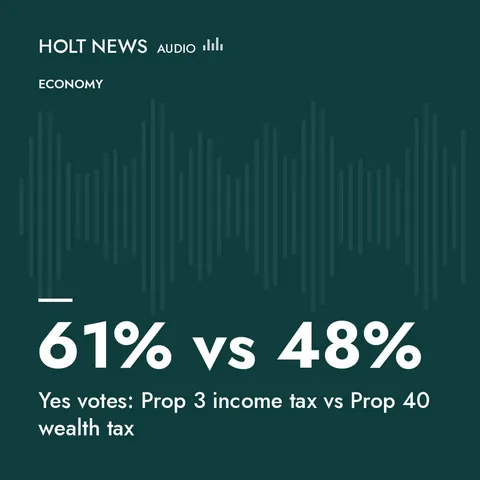 HOLT NEWS AUDIO
ECONOMY
61% vs 48%
Yes votes: Prop 3 income tax vs Prop 40
wealth tax